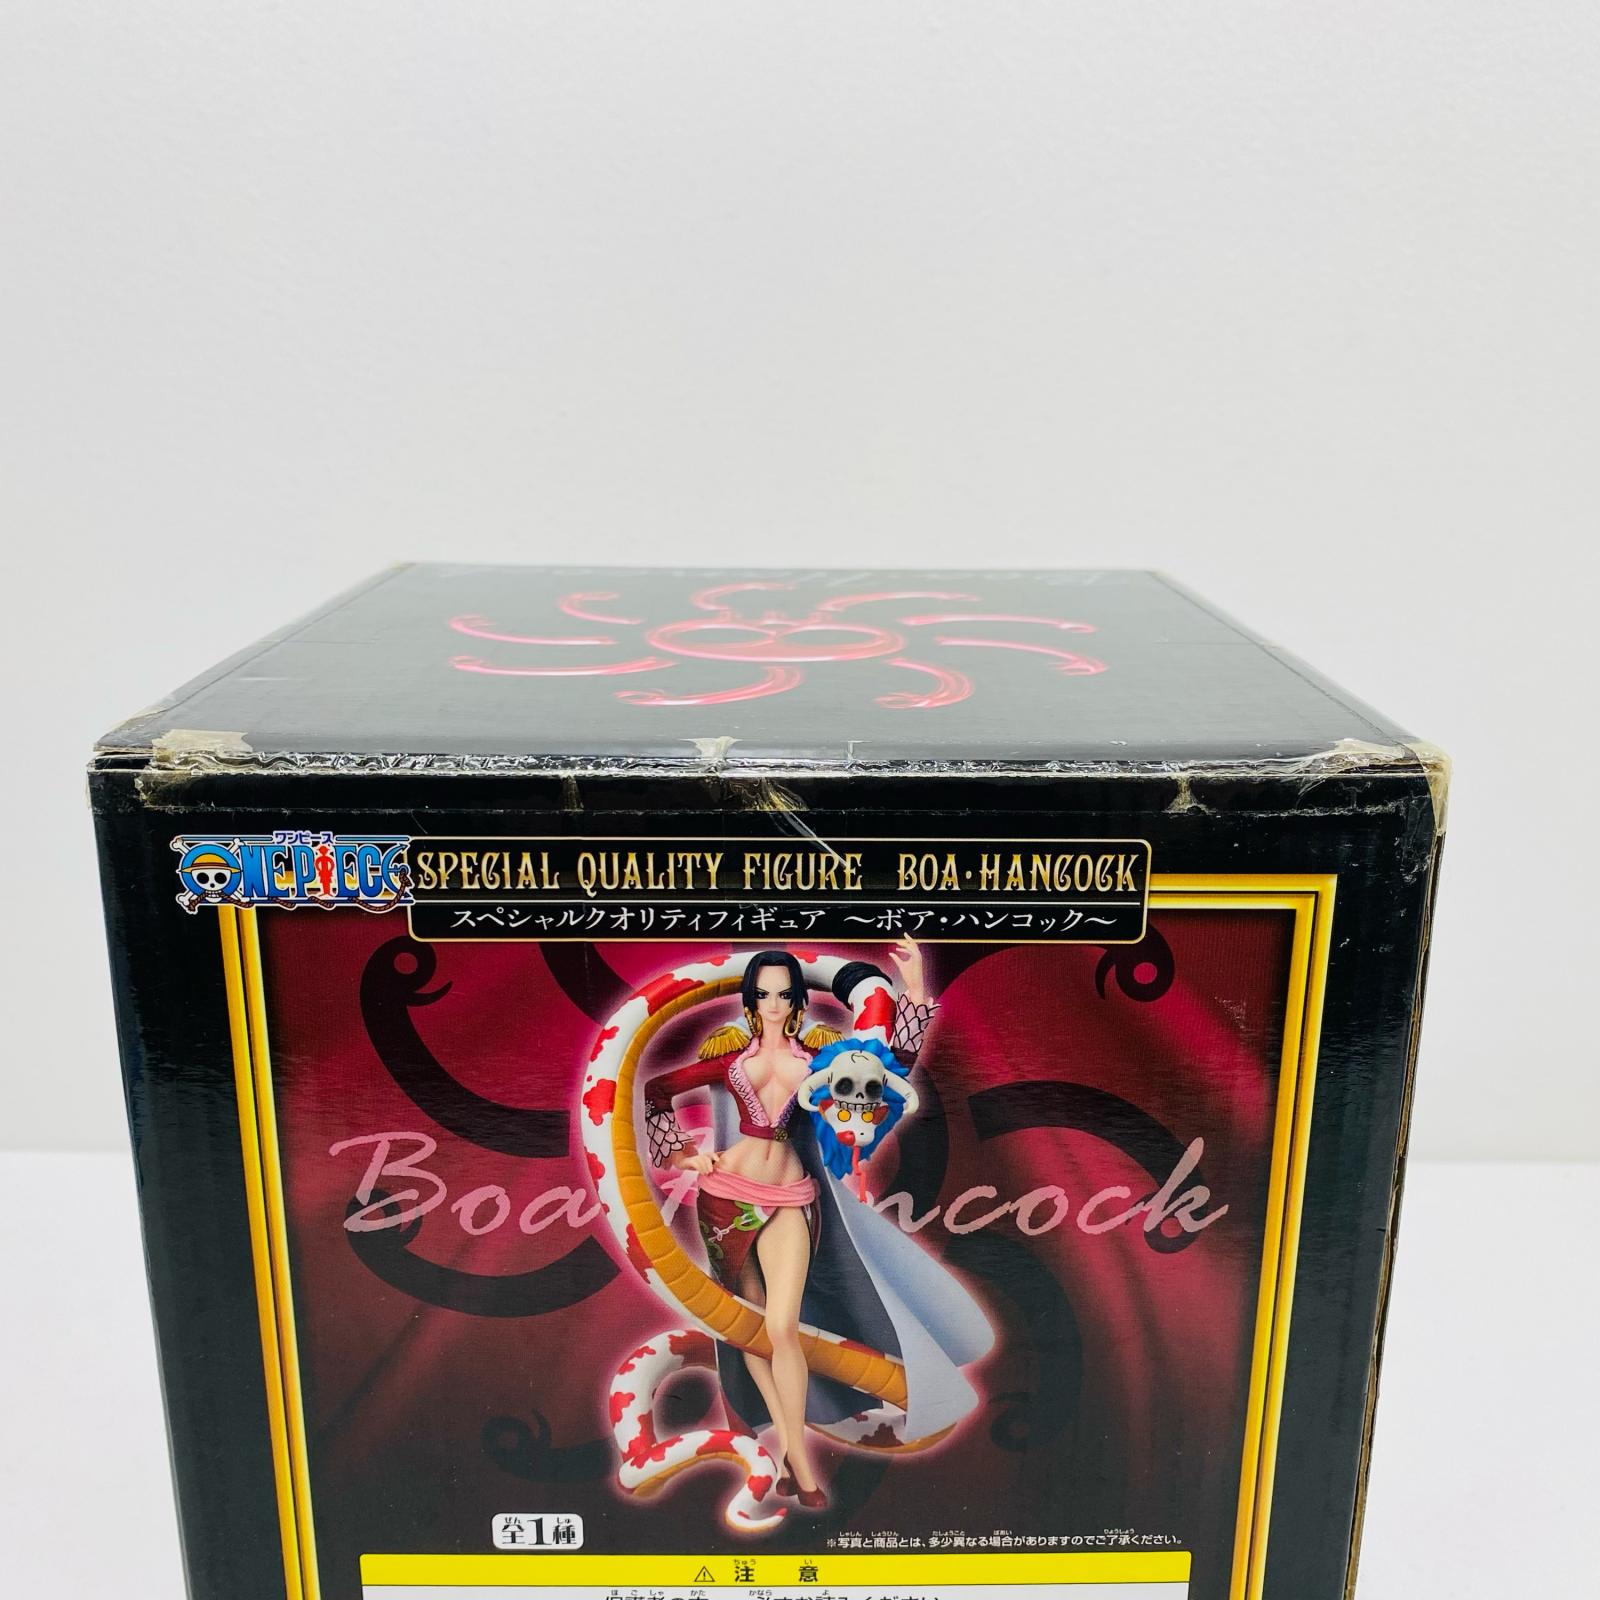 ワンピース
ONE PIECE
SPECIAL QUALITY FIGURE BOA・HANCOCK
スペシャルクオリティフィギュア ～ボア・ハンコック～
Boa Hancock
全1種
※写真と商品とは、多少異なる場合がありますのでご了承ください。
⚠注意